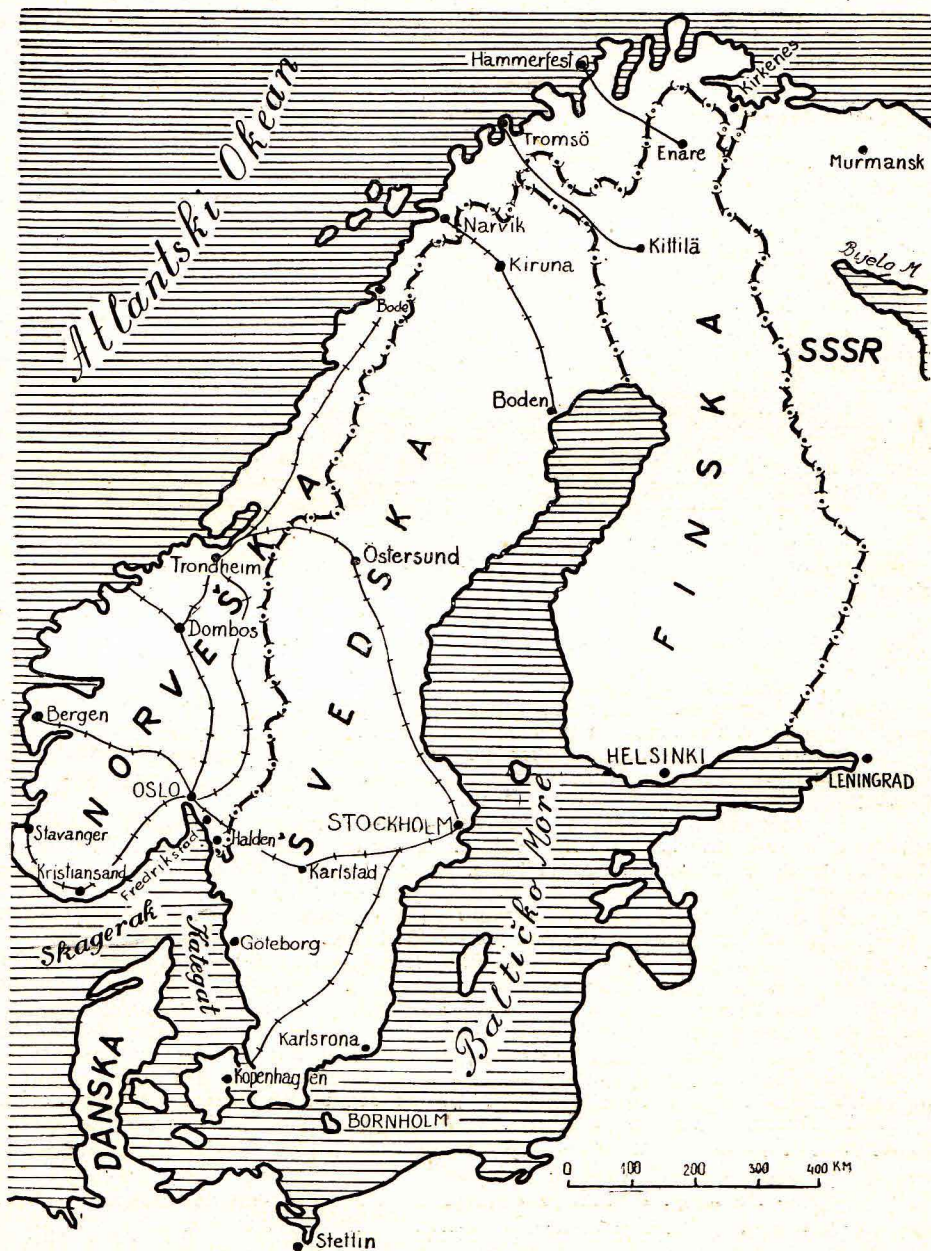 Hammerfest
Kirkenes
Tromsö
Enare
Murmansk
Atlantski Okean
Narvik
Kittilä
Kiruna
Bijelo M
Bodö
SSSR
Boden
FINSKA
Trondheim
Östersund
Dombos
NORVEŠKA
ŠVEDSKA
Bergen
OSLO
HELSINKI
LENINGRAD
Stavanger
Fredrikstad
Halden
STOCKHOLM
Kristiansand
Karlstad
Baltičko More
Skagerak
Kategat
Göteborg
Karlsrona
DANSKA
Kopenhagen
BORNHOLM
0 100 200 300 400 KM
Stettin